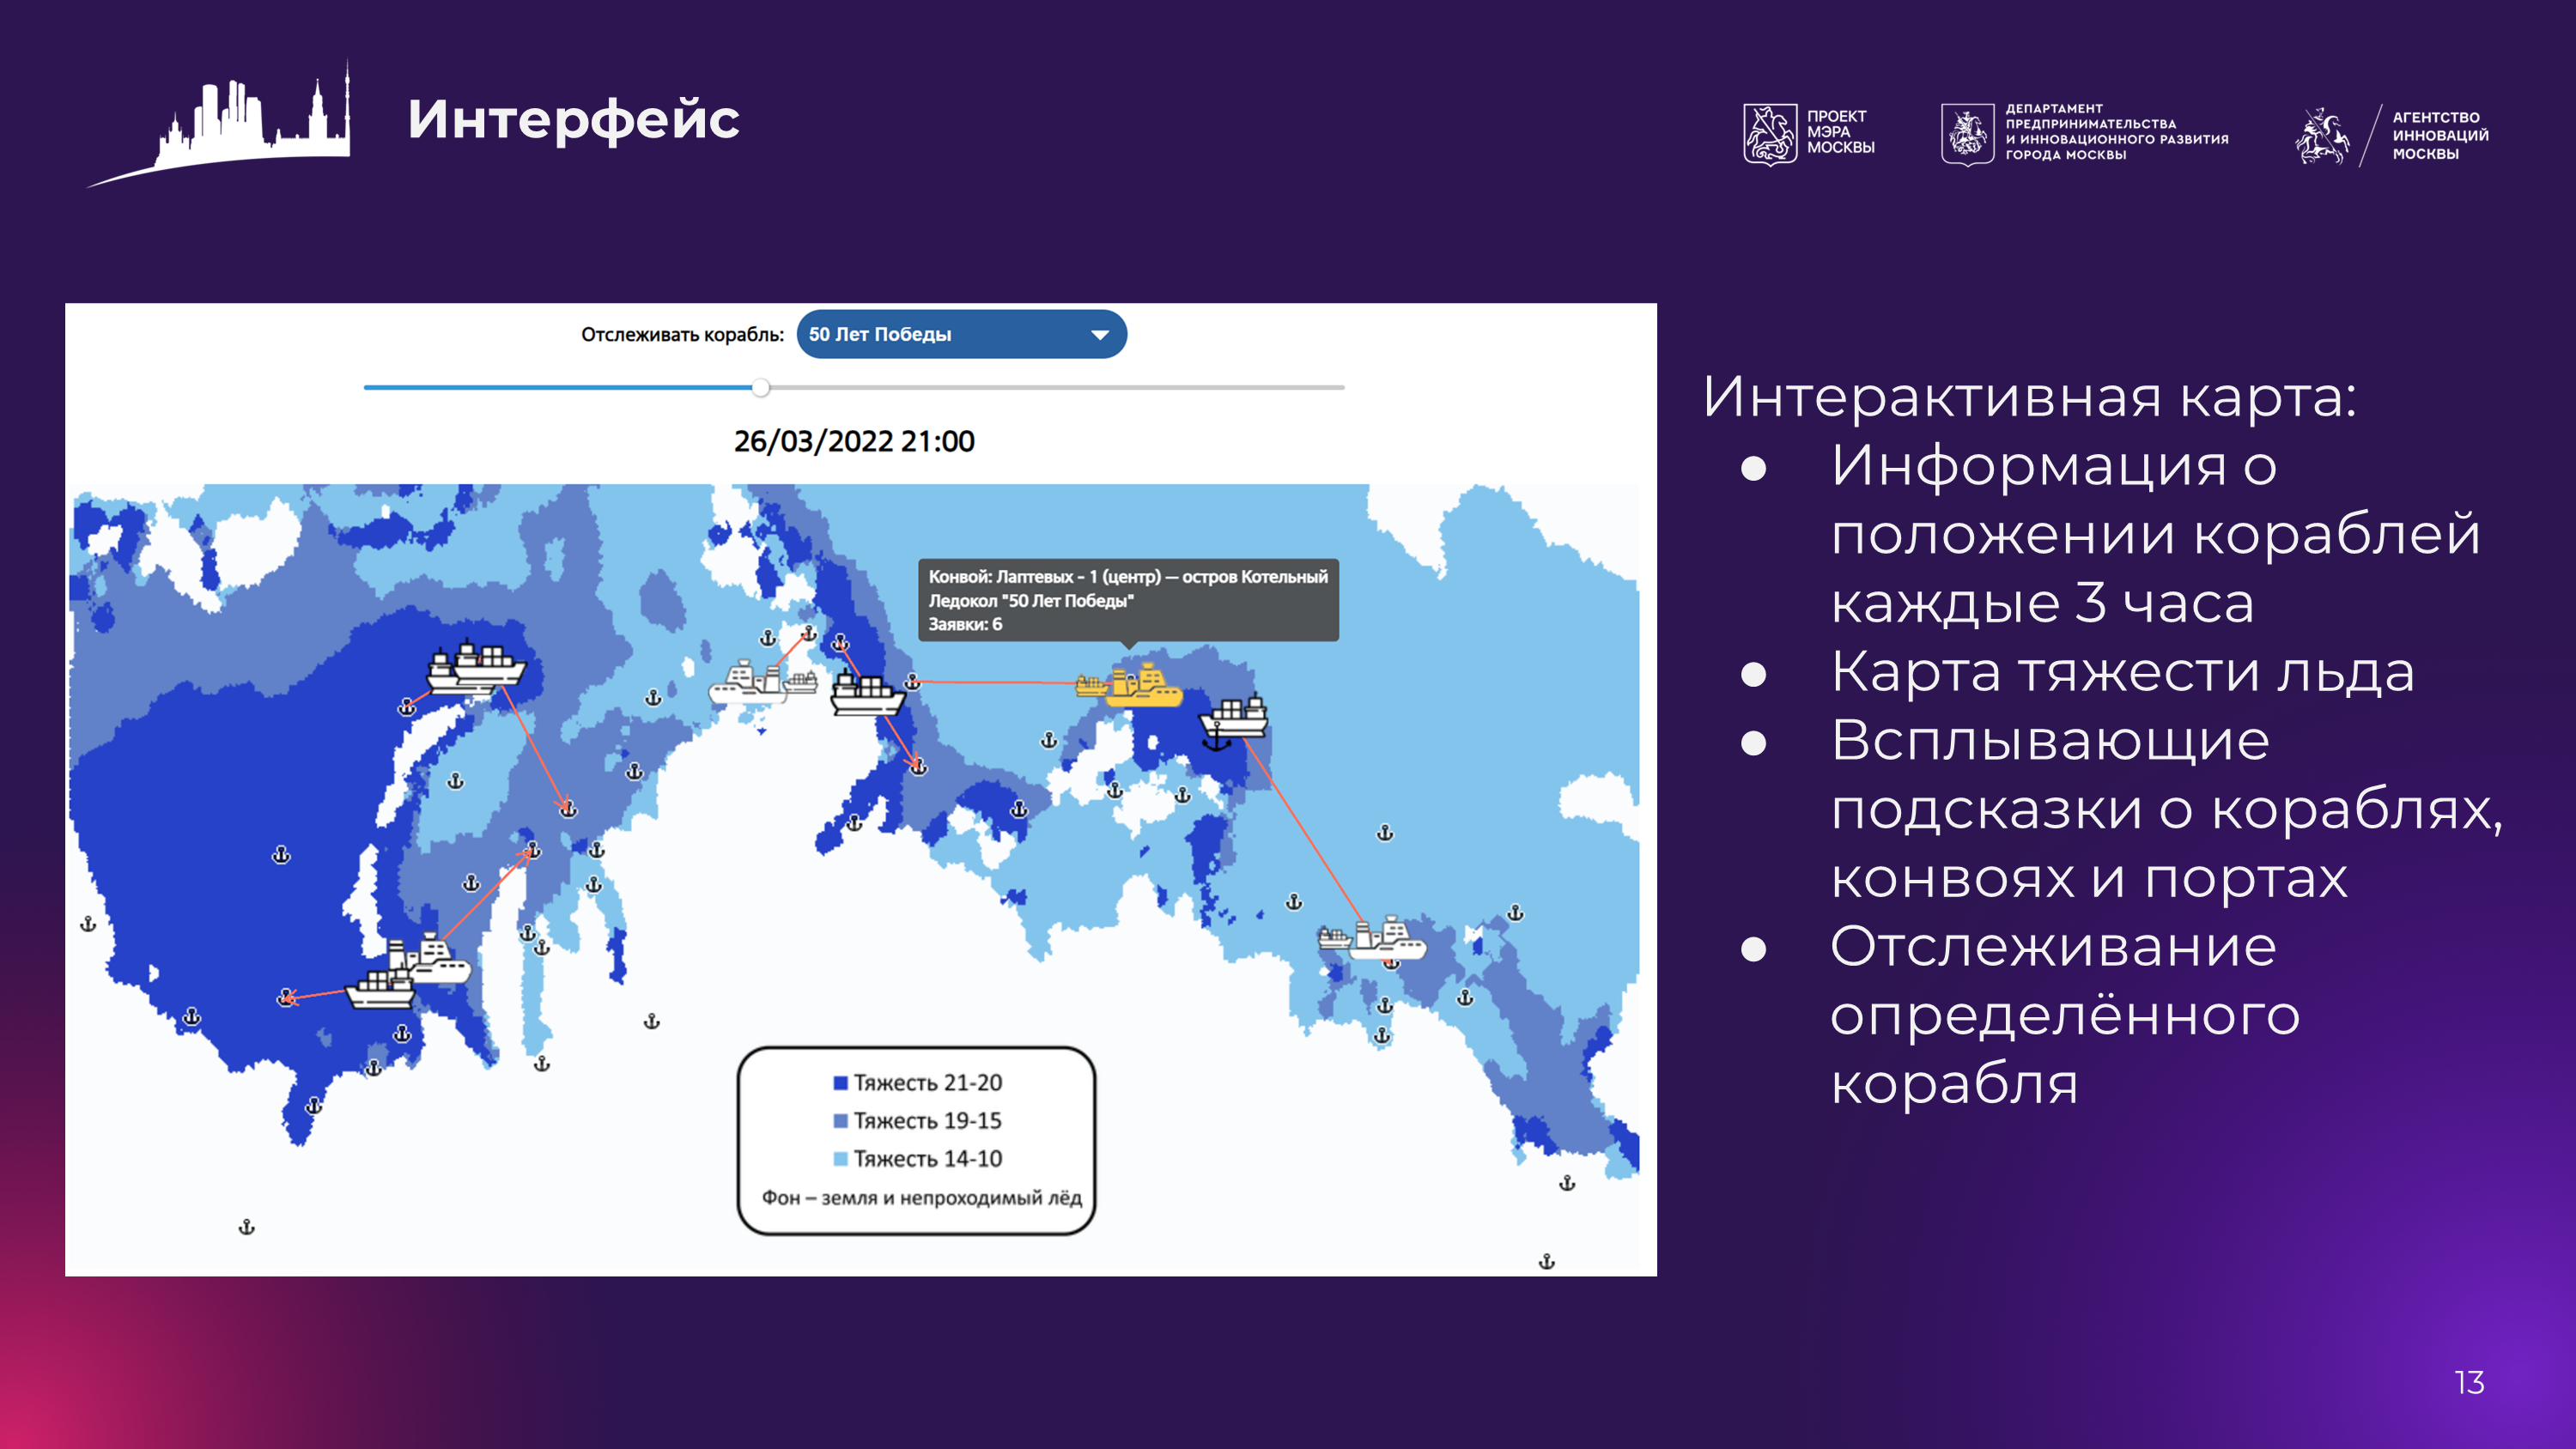 Интерфейс
ПРОЕКТ
МЭРА
МОСКВЫ
ДЕПАРТАМЕНТ
ПРЕДПРИНИМАТЕЛЬСТВА
И ИННОВАЦИОННОГО РАЗВИТИЯ
ГОРОДА МОСКВЫ
АГЕНТСТВО
ИННОВАЦИЙ
МОСКВЫ
Отслеживать корабль: 50 Лет Победы
26/03/2022 21:00
Конвой: Лаптевых - 1 (центр) — остров Котельный
Ледокол "50 Лет Победы"
Заявки: 6
Тяжесть 21-20
Тяжесть 19-15
Тяжесть 14-10
Фон – земля и непроходимый лёд
Интерактивная карта:
● Информация о
положении кораблей
каждые 3 часа
● Карта тяжести льда
● Всплывающие
подсказки о кораблях,
конвоях и портах
● Отслеживание
определённого
корабля
13